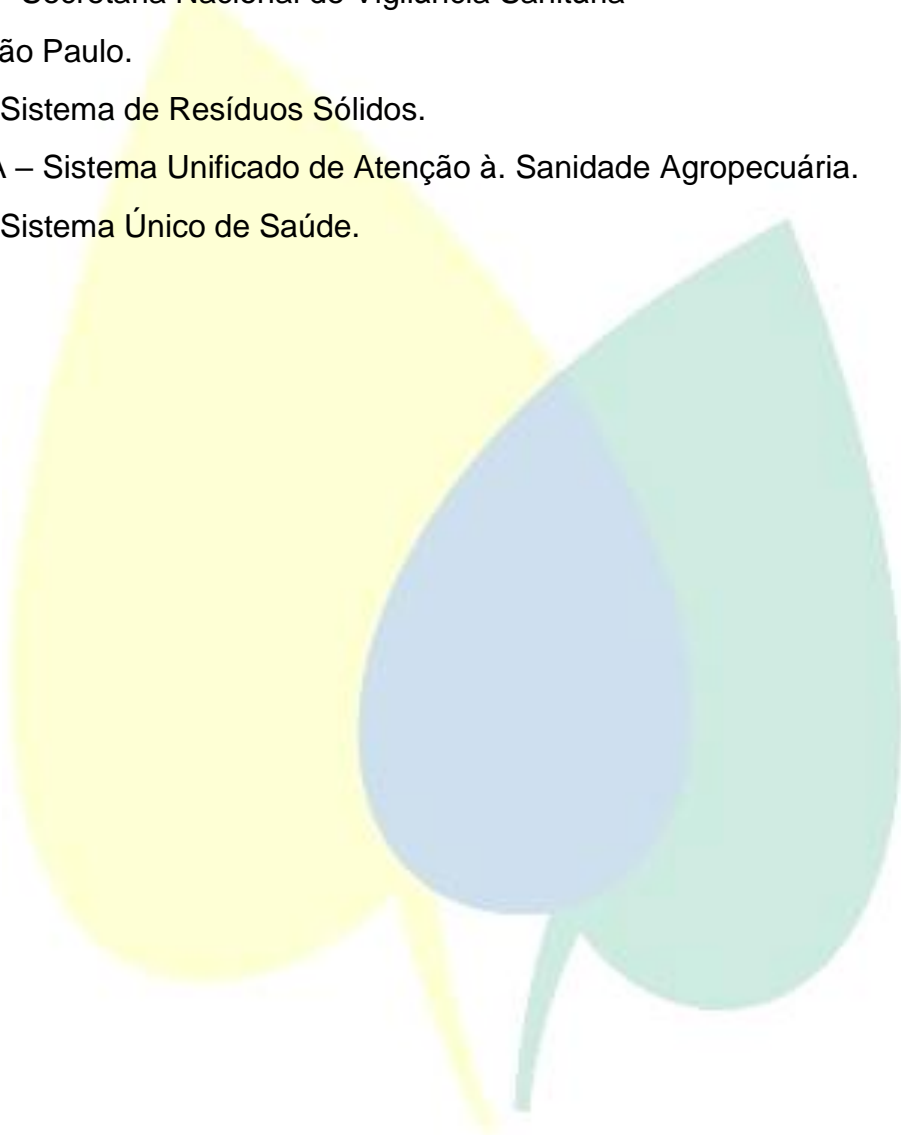 Secretaria Nacional de Vigilância Sanitária
ão Paulo.
Sistema de Resíduos Sólidos.
A – Sistema Unificado de Atenção à. Sanidade Agropecuária.
Sistema Único de Saúde.